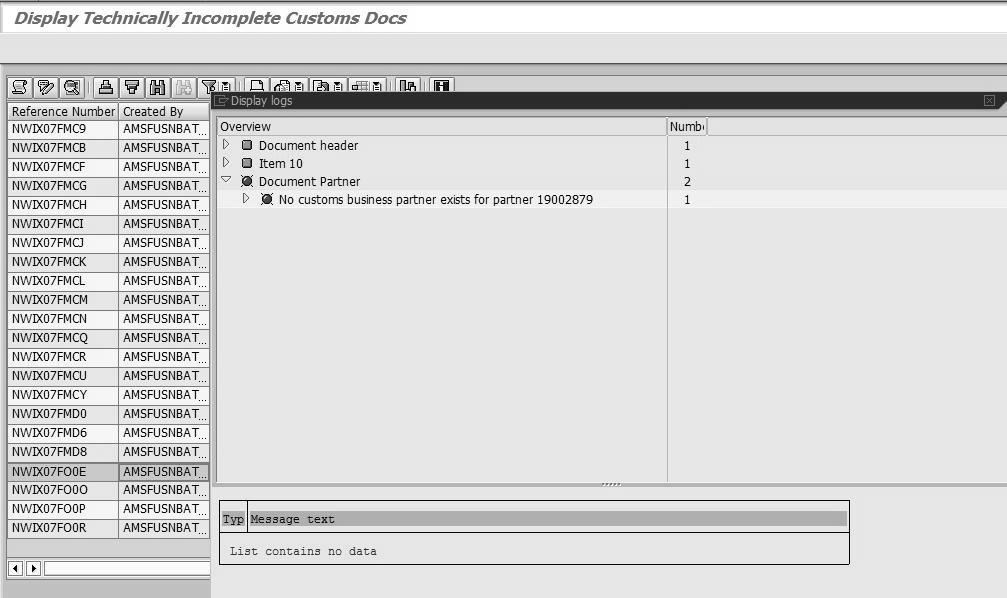 Display Technically Incomplete Customs Docs
Display logs
Reference Number Created By
NWIX07FMC9 AMSFUSNBAT...
NWIX07FMCB AMSFUSNBAT...
NWIX07FMCF AMSFUSNBAT...
NWIX07FMCG AMSFUSNBAT...
NWIX07FMCH AMSFUSNBAT...
NWIX07FMCI AMSFUSNBAT...
NWIX07FMCJ AMSFUSNBAT...
NWIX07FMCK AMSFUSNBAT...
NWIX07FMCL AMSFUSNBAT...
NWIX07FMCM AMSFUSNBAT...
NWIX07FMCN AMSFUSNBAT...
NWIX07FMCQ AMSFUSNBAT...
NWIX07FMCR AMSFUSNBAT...
NWIX07FMCU AMSFUSNBAT...
NWIX07FMCY AMSFUSNBAT...
NWIX07FMD0 AMSFUSNBAT...
NWIX07FMD6 AMSFUSNBAT...
NWIX07FMD8 AMSFUSNBAT...
NWIX07FO0E AMSFUSNBAT...
NWIX07FO0O AMSFUSNBAT...
NWIX07FO0P AMSFUSNBAT...
NWIX07FO0R AMSFUSNBAT...
Overview Numbe
Document header 1
Item 10 1
Document Partner 2
No customs business partner exists for partner 19002879 1
Typ Message text
List contains no data